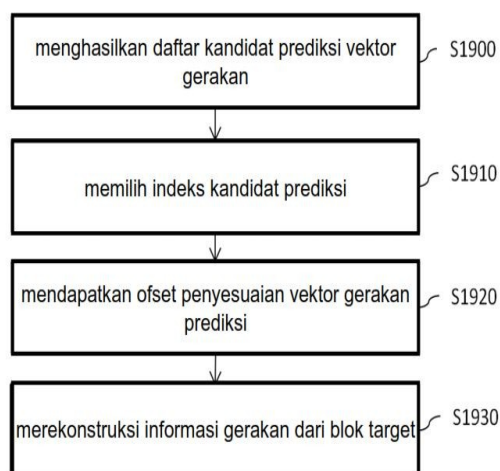 menghasilkan daftar kandidat prediksi vektor
gerakan
S1900
memilih indeks kandidat prediksi
S1910
mendapatkan ofset penyesuaian vektor gerakan
prediksi
S1920
merekonstruksi informasi gerakan dari blok target
S1930